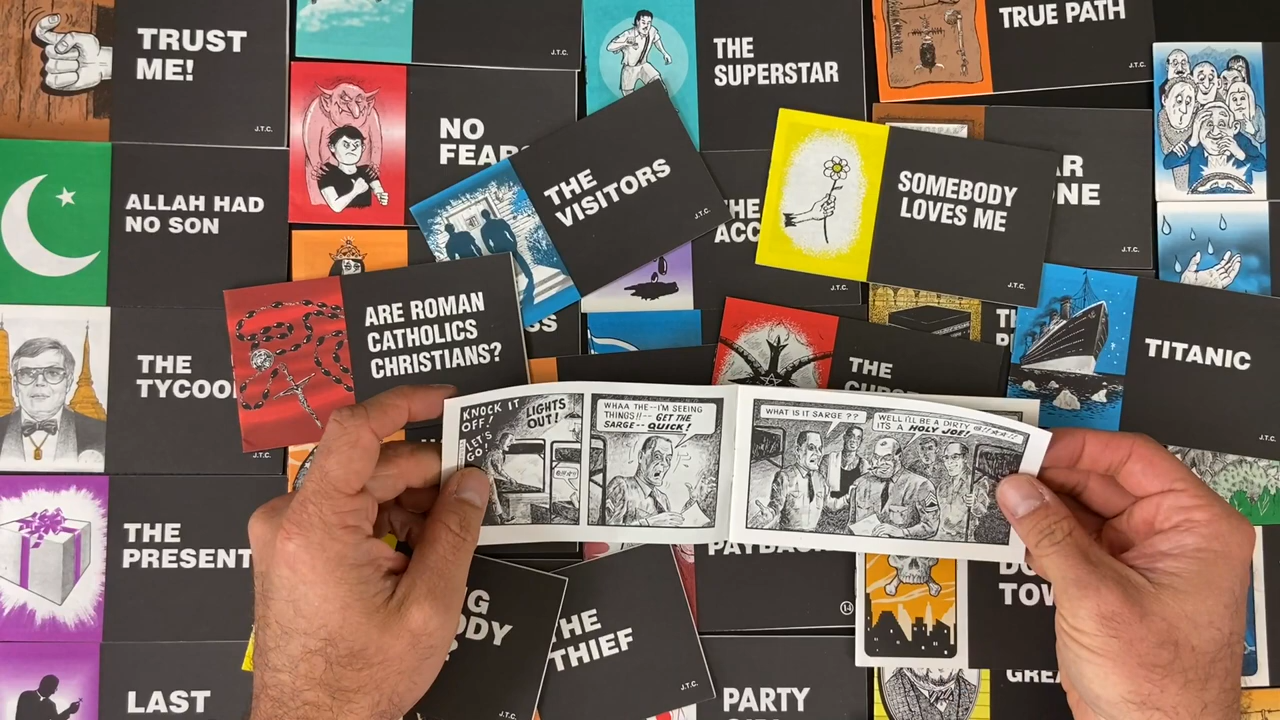 TRUST
ME!
J.T.C.
J.T.C.
THE
SUPERSTAR
TRUE PATH
J.T.C.
NO
FEAR
THE
VISITORS
J.T.C.
SOMEBODY
LOVES ME
J.T.C.
J.T.C.
ALLAH HAD
NO SON
THE
J.T.C.
ARE ROMAN
CATHOLICS
CHRISTIANS?
TITANIC
J.T.C.
THE
THE
J.T.C.
KNOCK IT
OFF!
LET'S
GO!
LIGHTS
OUT!
WHAA THE--I'M SEEING
THINGS!!-- GET THE
SARGE-- QUICK!
WHAT IS IT SARGE ??
WELL I'LL BE A DIRTY @!!*☆*!!
IT'S A HOLY JOE!
THE
PRESENT
THE
THIEF
J.T.C.
J.T.C.
LAST
PARTY